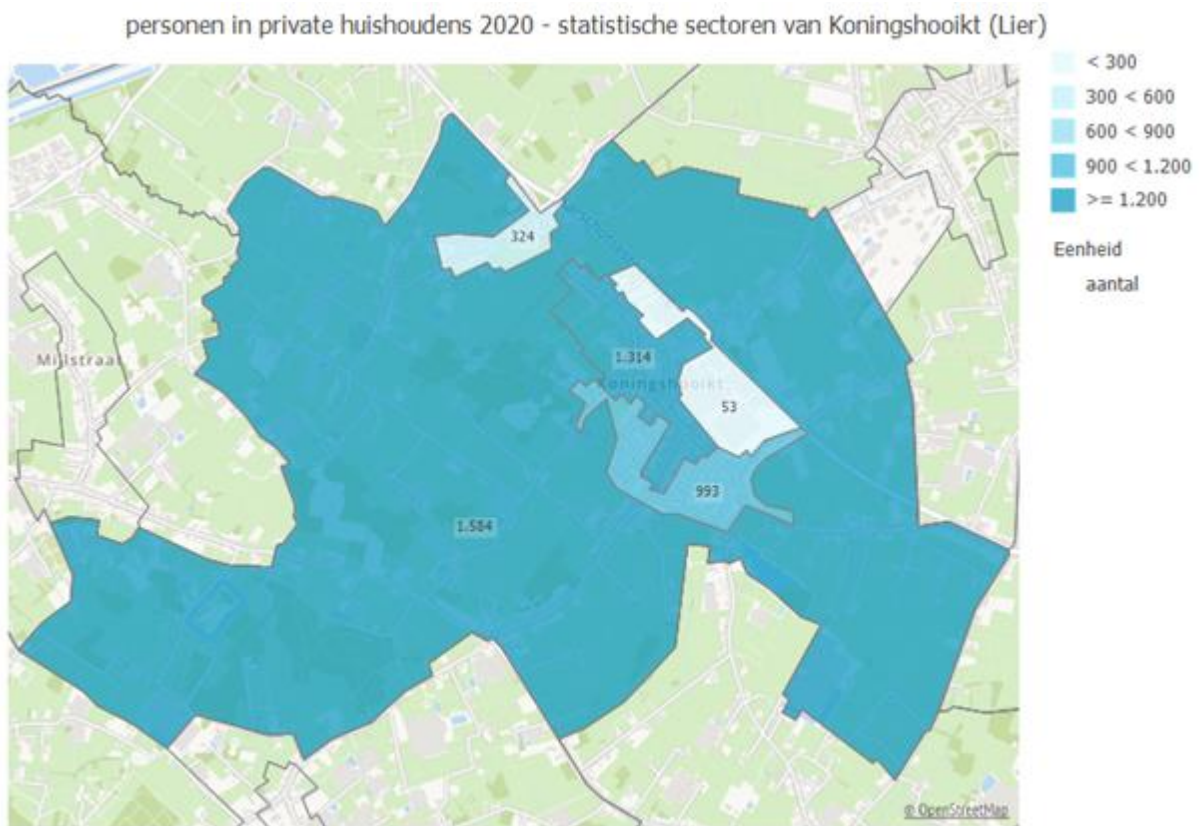 personen in private huishoudens 2020 - statistische sectoren van Koningshooikt (Lier)
< 300
300 < 600
600 < 900
900 < 1.200
>= 1.200
Eenheid
aantal
324
Mijlstraat
1.314
Koningshooikt
53
993
1.584
© OpenStreetMap